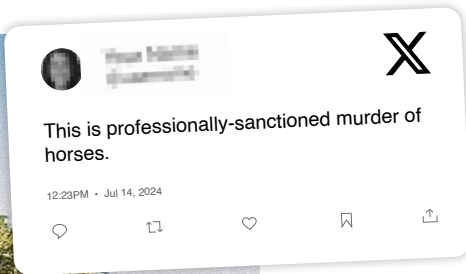 This is professionally-sanctioned murder of
horses.
12:23PM • Jul 14, 2024